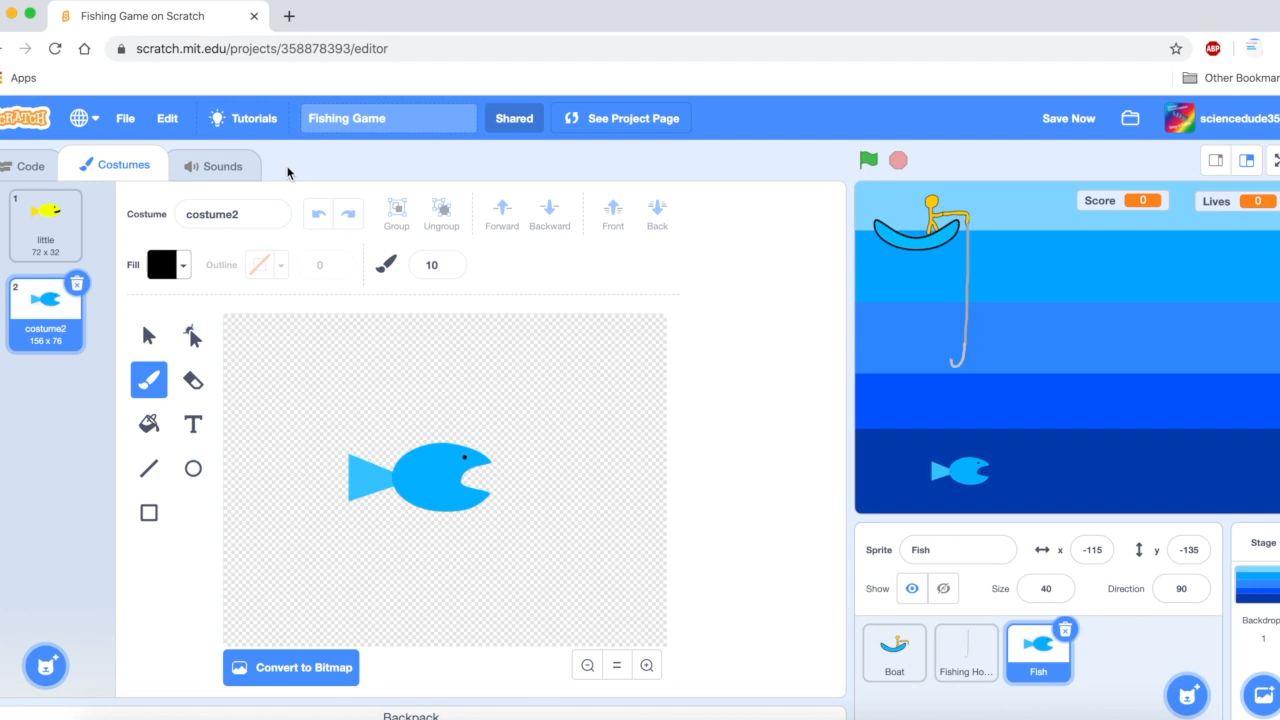 Fishing Game on Scratch
scratch.mit.edu/projects/358878393/editor
ABP
Apps
Other Bookmar
SCRATCH
File
Edit
Tutorials
Fishing Game
Shared
See Project Page
Save Now
sciencedude35
Code
Costumes
Sounds
1
little
72 x 32
2
costume2
156 x 76
Costume
costume2
Group
Ungroup
Forward
Backward
Front
Back
Fill
Outline
0
10
Convert to Bitmap
Backpack
Score 0
Lives 0
Sprite
Fish
x
-115
y
-135
Show
Size
40
Direction
90
Boat
Fishing Ho...
Fish
Stage
Backdrop
1